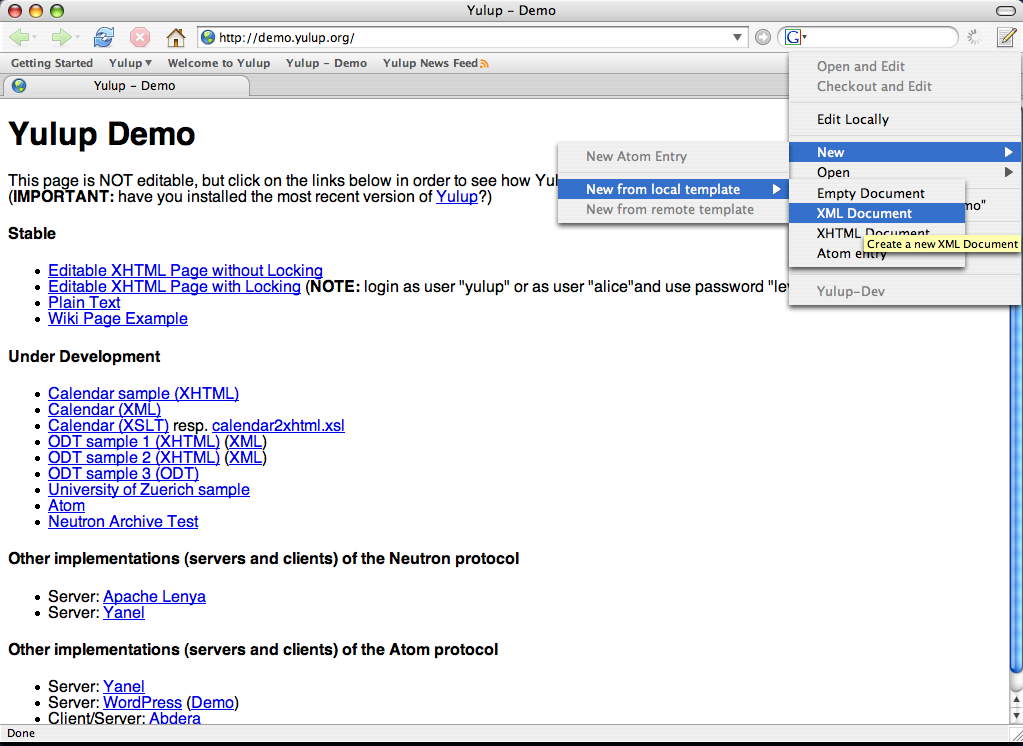 Yulup – Demo
http://demo.yulup.org/
G
Getting Started Yulup Welcome to Yulup Yulup – Demo Yulup News Feed
Yulup – Demo
Open and Edit
Checkout and Edit
Edit Locally
New
Open
New Atom Entry
New from local template
New from remote template
Empty Document
XML Document
XHTML Document
Create a new XML Document
Atom entry
Yulup-Dev
Yulup Demo
This page is NOT editable, but click on the links below in order to see how
(IMPORTANT: have you installed the most recent version of Yulup?)
Stable
Editable XHTML Page without Locking
Editable XHTML Page with Locking (NOTE: login as user "yulup" or as user "alice"and use password
Plain Text
Wiki Page Example
Under Development
Calendar sample (XHTML)
Calendar (XML)
Calendar (XSLT) resp. calendar2xhtml.xsl
ODT sample 1 (XHTML) (XML)
ODT sample 2 (XHTML) (XML)
ODT sample 3 (ODT)
University of Zuerich sample
Atom
Neutron Archive Test
Other implementations (servers and clients) of the Neutron protocol
Server: Apache Lenya
Server: Yanel
Other implementations (servers and clients) of the Atom protocol
Server: Yanel
Server: WordPress (Demo)
Client/Server: Abdera
Done